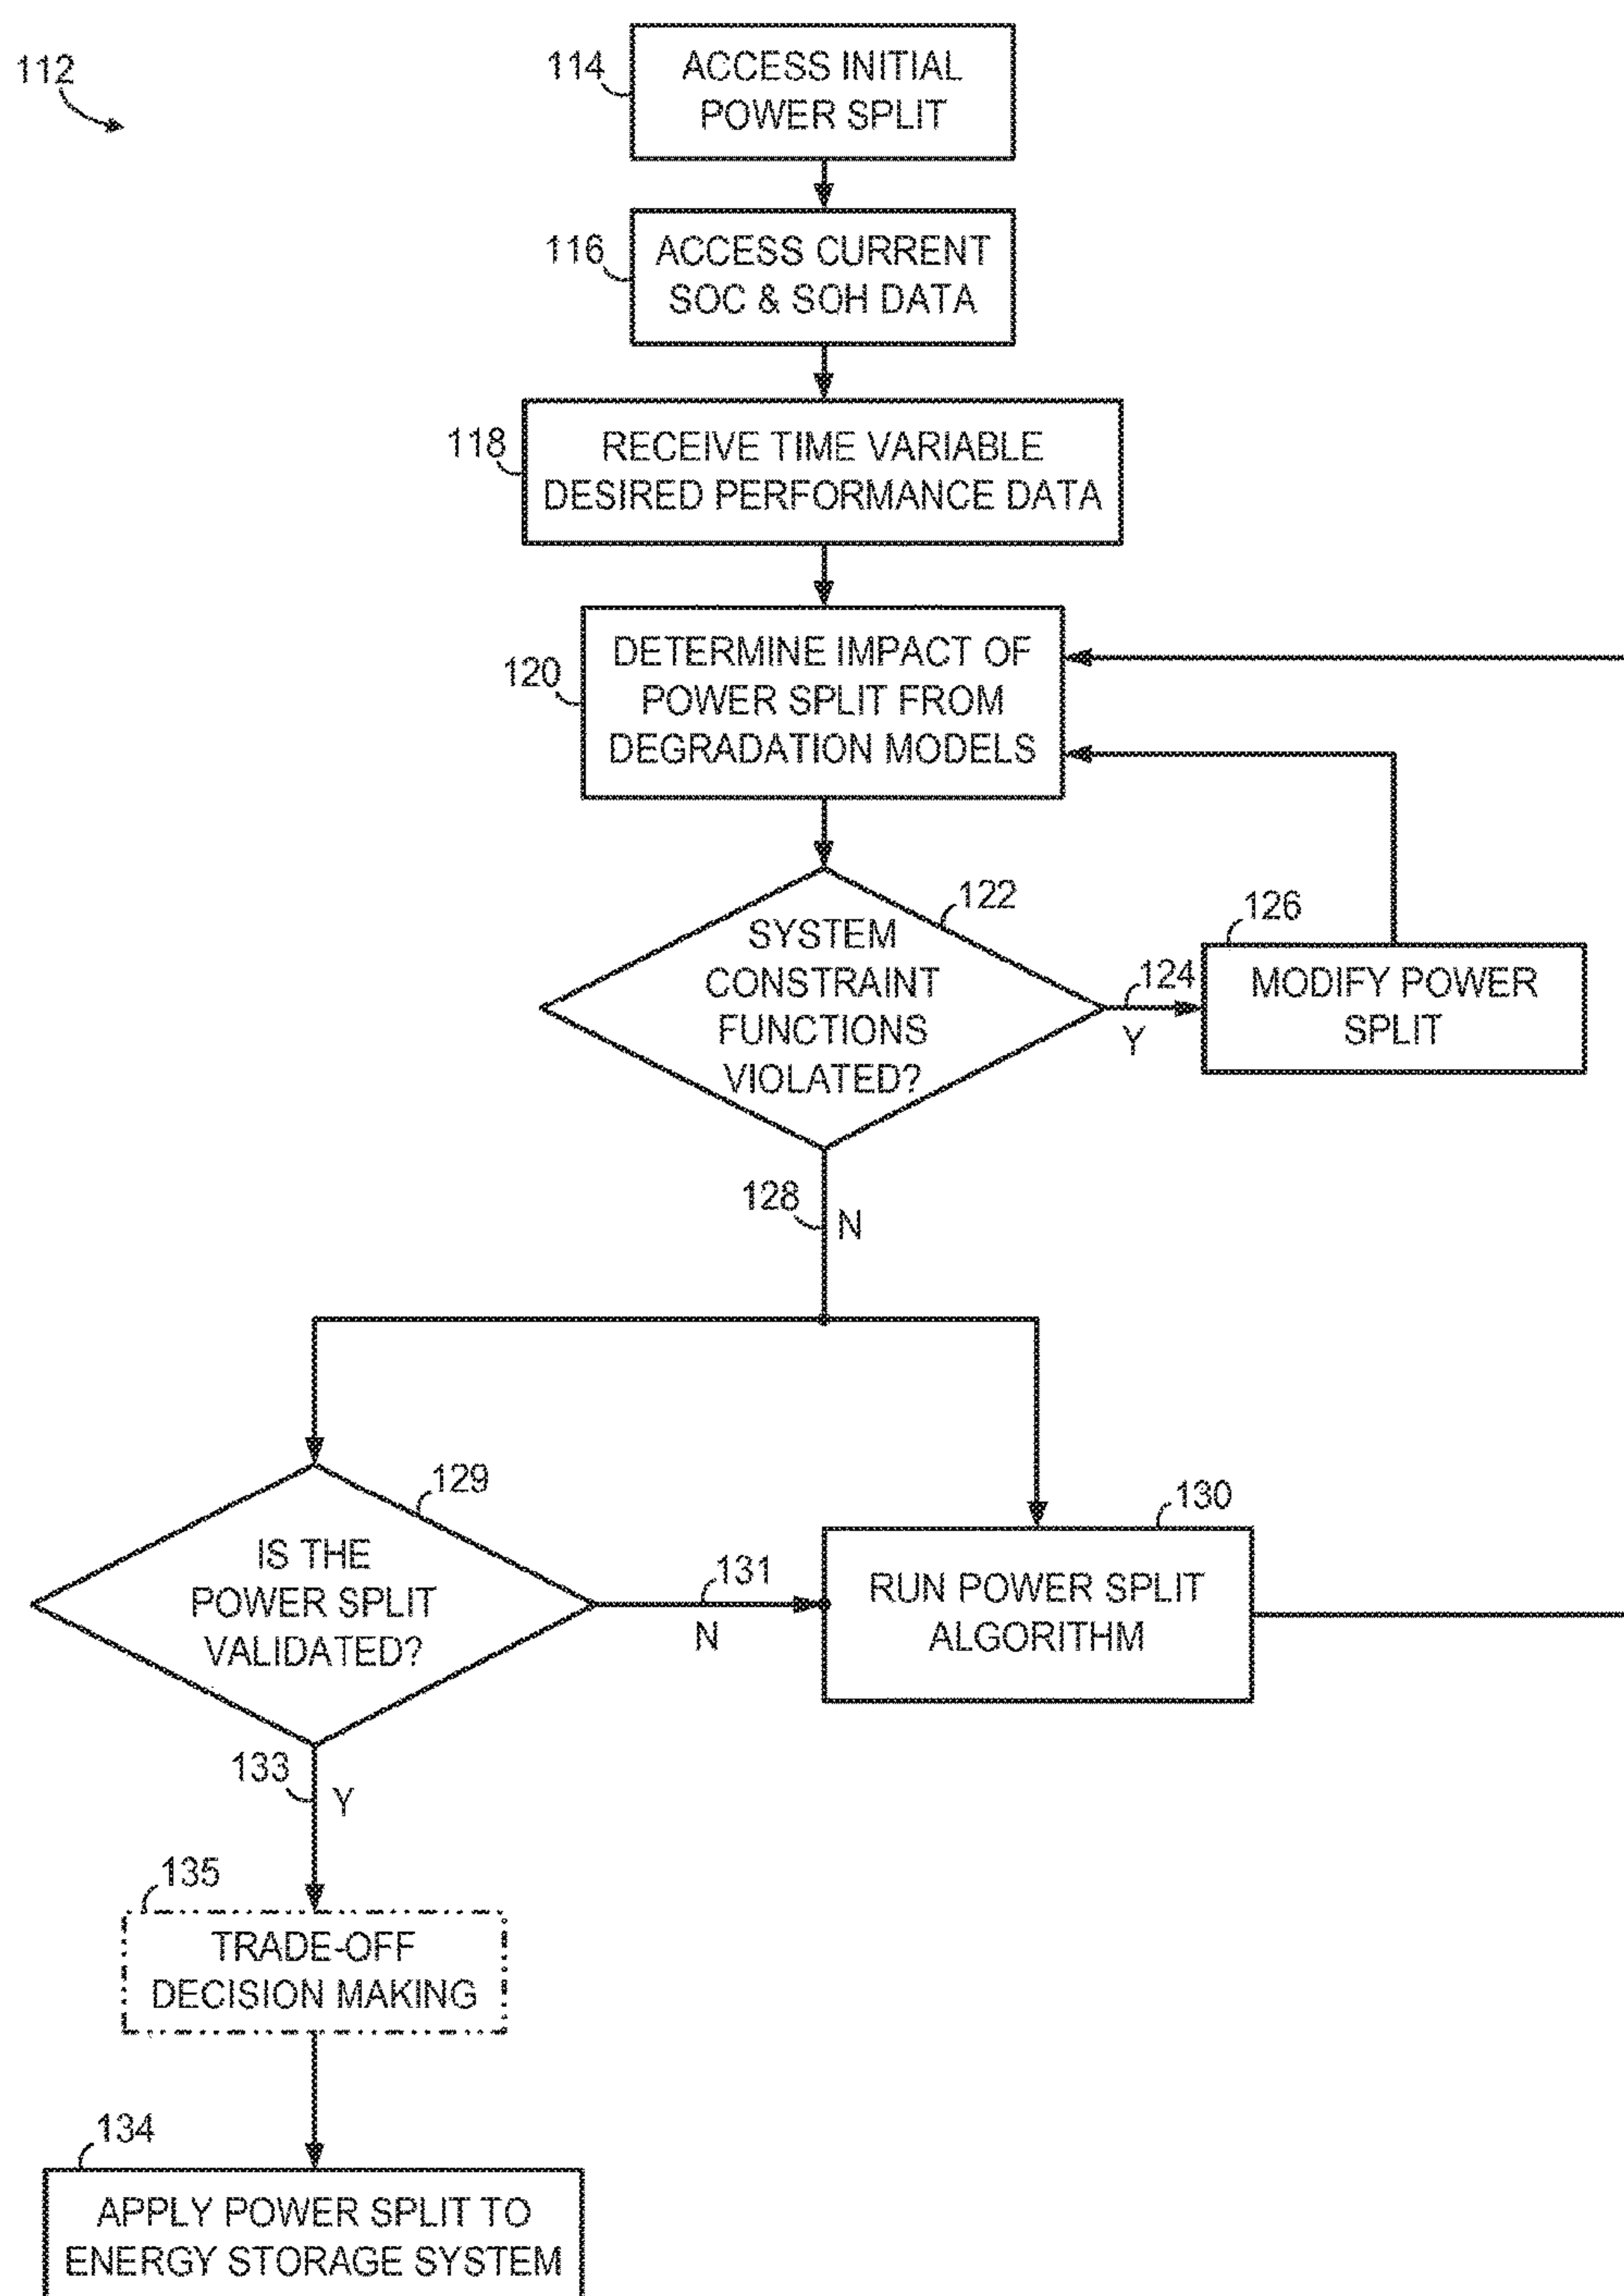 112
114
ACCESS INITIAL
POWER SPLIT
116
ACCESS CURRENT
SOC & SOH DATA
118
RECEIVE TIME VARIABLE
DESIRED PERFORMANCE DATA
120
DETERMINE IMPACT OF
POWER SPLIT FROM
DEGRADATION MODELS
122
SYSTEM
CONSTRAINT
FUNCTIONS
VIOLATED?
124
Y
126
MODIFY POWER
SPLIT
128
N
129
IS THE
POWER SPLIT
VALIDATED?
131
N
130
RUN POWER SPLIT
ALGORITHM
133
Y
135
TRADE-OFF
DECISION MAKING
134
APPLY POWER SPLIT TO
ENERGY STORAGE SYSTEM